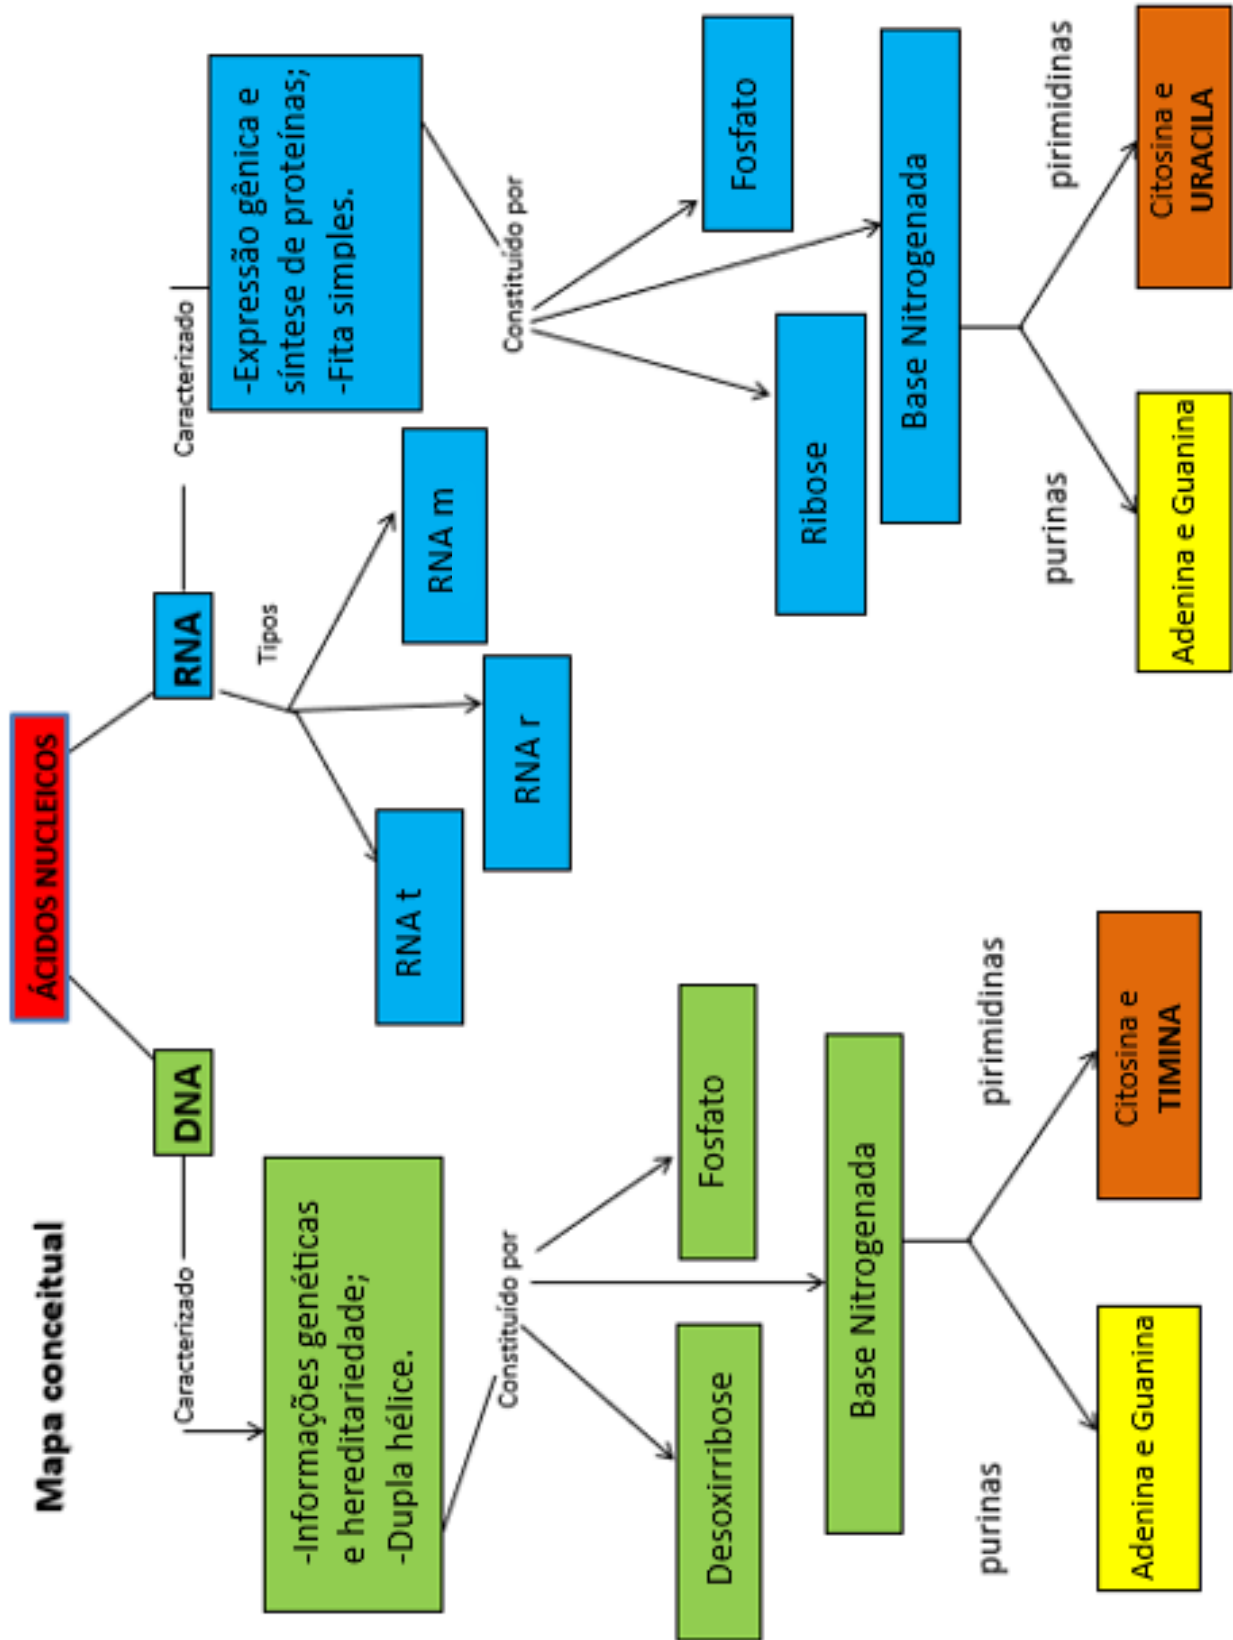 Mapa conceitual
ÁCIDOS NUCLEICOS
DNA
RNA
Caracterizado
-Informações genéticas
e hereditariedade;
-Dupla hélice.
Constituído por
Desoxirribose
Fosfato
Base Nitrogenada
purinas
pirimidinas
Adenina e Guanina
Citosina e
TIMINA
Tipos
RNA t
RNA r
RNA m
Caracterizado
-Expressão gênica e
síntese de proteínas;
-Fita simples.
Constituído por
Ribose
Fosfato
Base Nitrogenada
purinas
pirimidinas
Adenina e Guanina
Citosina e
URACILA